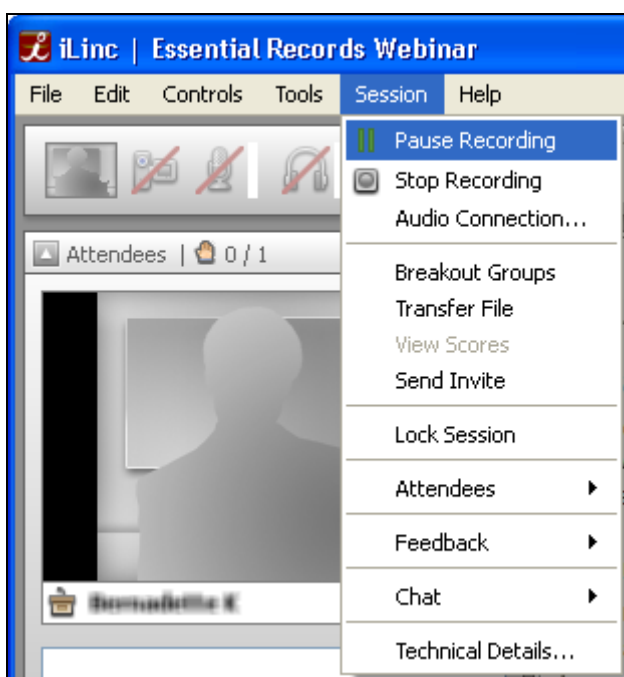 iLinc | Essential Records Webinar
File Edit Controls Tools Session Help
Pause Recording
Stop Recording
Audio Connection...
Attendees | 0 / 1
Breakout Groups
Transfer File
View Scores
Send Invite
Lock Session
Attendees
Feedback
Chat
Technical Details...